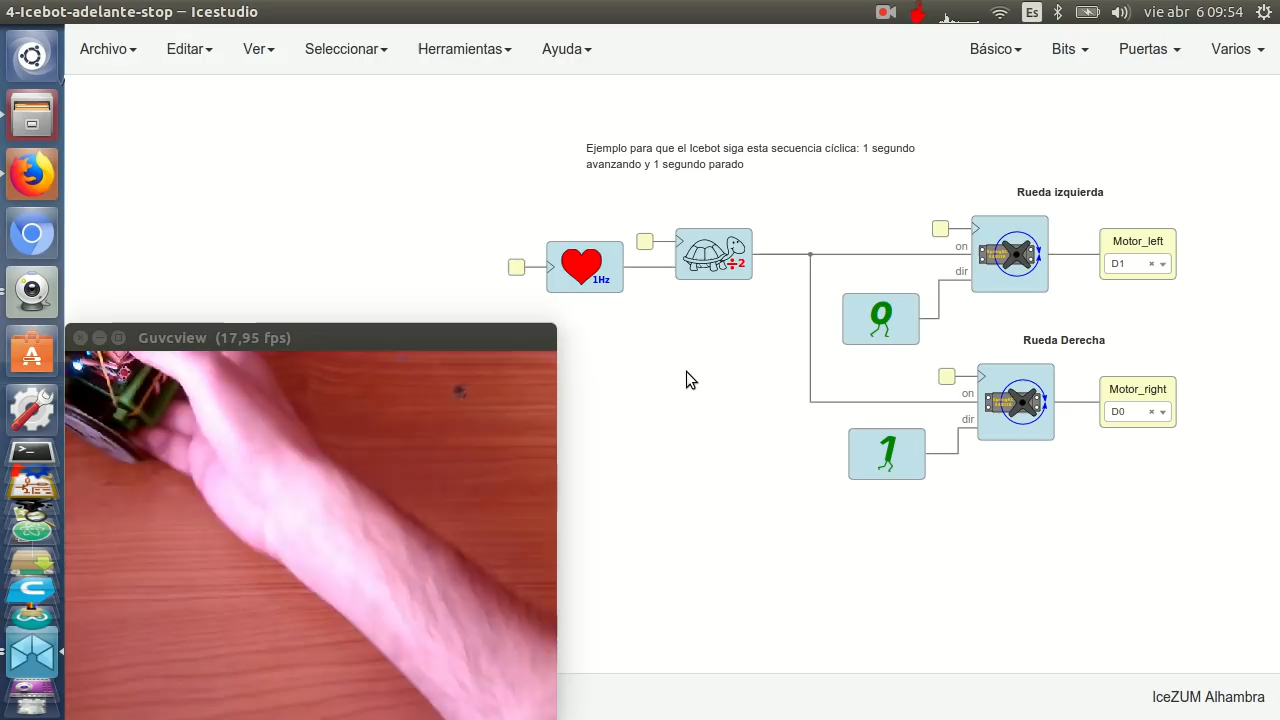 4-Icebot-adelante-stop – Icestudio
Es
vie abr 6 09:54
Archivo Editar Ver Seleccionar Herramientas Ayuda Básico Bits Puertas Varios
Ejemplo para que el Icebot siga esta secuencia cíclica: 1 segundo
avanzando y 1 segundo parado
Rueda izquierda
1Hz
÷2
on
dir
Motor_left
D1
0
Guvcview (17,95 fps)
Rueda Derecha
on
dir
Motor_right
D0
1
IceZUM Alhambra